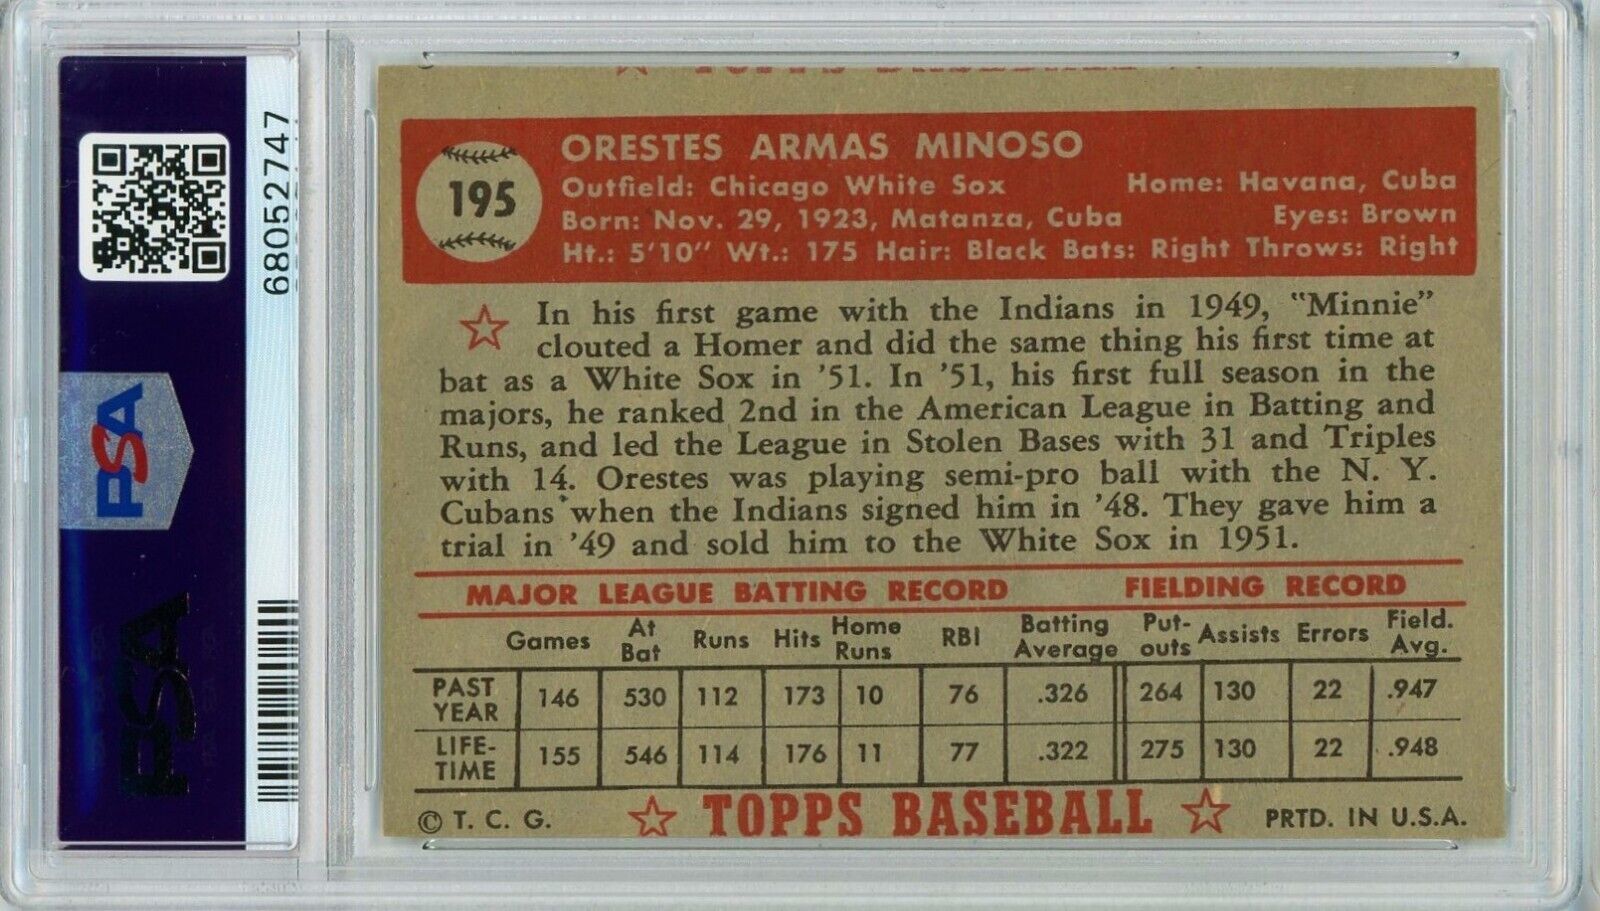 68052747
PSA
PSA
195
ORESTES ARMAS MINOSO
Outfield: Chicago White Sox Home: Havana, Cuba
Born: Nov. 29, 1923, Matanza, Cuba Eyes: Brown
Ht.: 5'10" Wt.: 175 Hair: Black Bats: Right Throws: Right
In his first game with the Indians in 1949, "Minnie"
clouted a Homer and did the same thing his first time at
bat as a White Sox in '51. In '51, his first full season in the
majors, he ranked 2nd in the American League in Batting and
Runs, and led the League in Stolen Bases with 31 and Triples
with 14. Orestes was playing semi-pro ball with the N. Y.
Cubans when the Indians signed him in '48. They gave him a
trial in '49 and sold him to the White Sox in 1951.
MAJOR LEAGUE BATTING RECORD FIELDING RECORD
Games At Bat Runs Hits Home Runs RBI Batting Average Put-outs Assists Errors Field. Avg.
PAST YEAR 146 530 112 173 10 76 .326 264 130 22 .947
LIFE-TIME 155 546 114 176 11 77 .322 275 130 22 .948
© T. C. G. TOPPS BASEBALL PRTD. IN U.S.A.